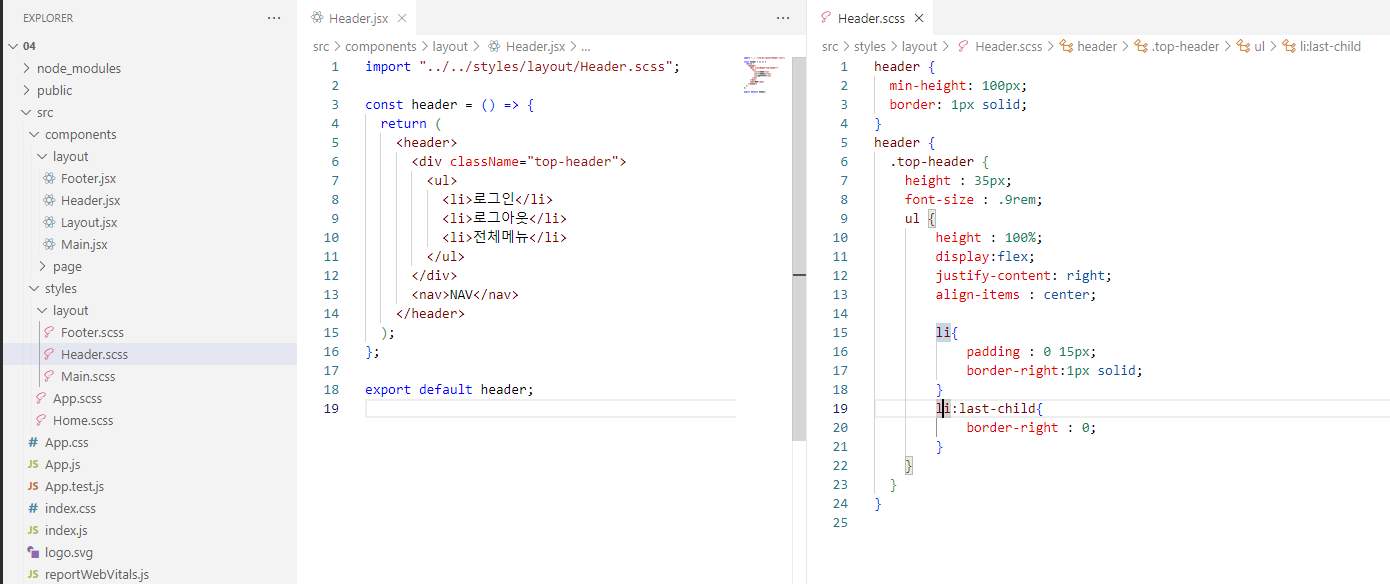 EXPLORER ...
04
node_modules
public
src
components
layout
Footer.jsx
Header.jsx
Layout.jsx
Main.jsx
page
styles
layout
Footer.scss
Header.scss
Main.scss
App.scss
Home.scss
# App.css
JS App.js
JS App.test.js
# index.css
JS index.js
logo.svg
JS reportWebVitals.js
Header.jsx ...
src > components > layout > Header.jsx > ...
1 import "../../styles/layout/Header.scss";
2
3 const header = () => {
4 return (
5 <header>
6 <div className="top-header">
7 <ul>
8 <li>로그인</li>
9 <li>로그아웃</li>
10 <li>전체메뉴</li>
11 </ul>
12 </div>
13 <nav>NAV</nav>
14 </header>
15 );
16 };
17
18 export default header;
19
Header.scss
src > styles > layout > Header.scss > header > .top-header > ul > li:last-child
1 header {
2 min-height: 100px;
3 border: 1px solid;
4 }
5 header {
6 .top-header {
7 height : 35px;
8 font-size : .9rem;
9 ul {
10 height : 100%;
11 display:flex;
12 justify-content: right;
13 align-items : center;
14
15 li{
16 padding : 0 15px;
17 border-right:1px solid;
18 }
19 li:last-child{
20 border-right : 0;
21 }
22 }
23 }
24 }
25